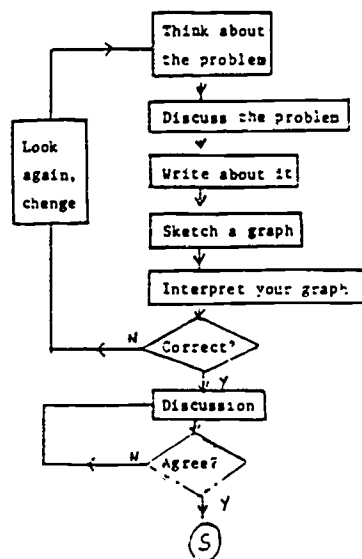 Think about
the problem
Discuss the problem
Look
again,
change
Write about it
Sketch a graph
Interpret your graph
N
Correct?
Y
Discussion
N
Agree?
Y
S